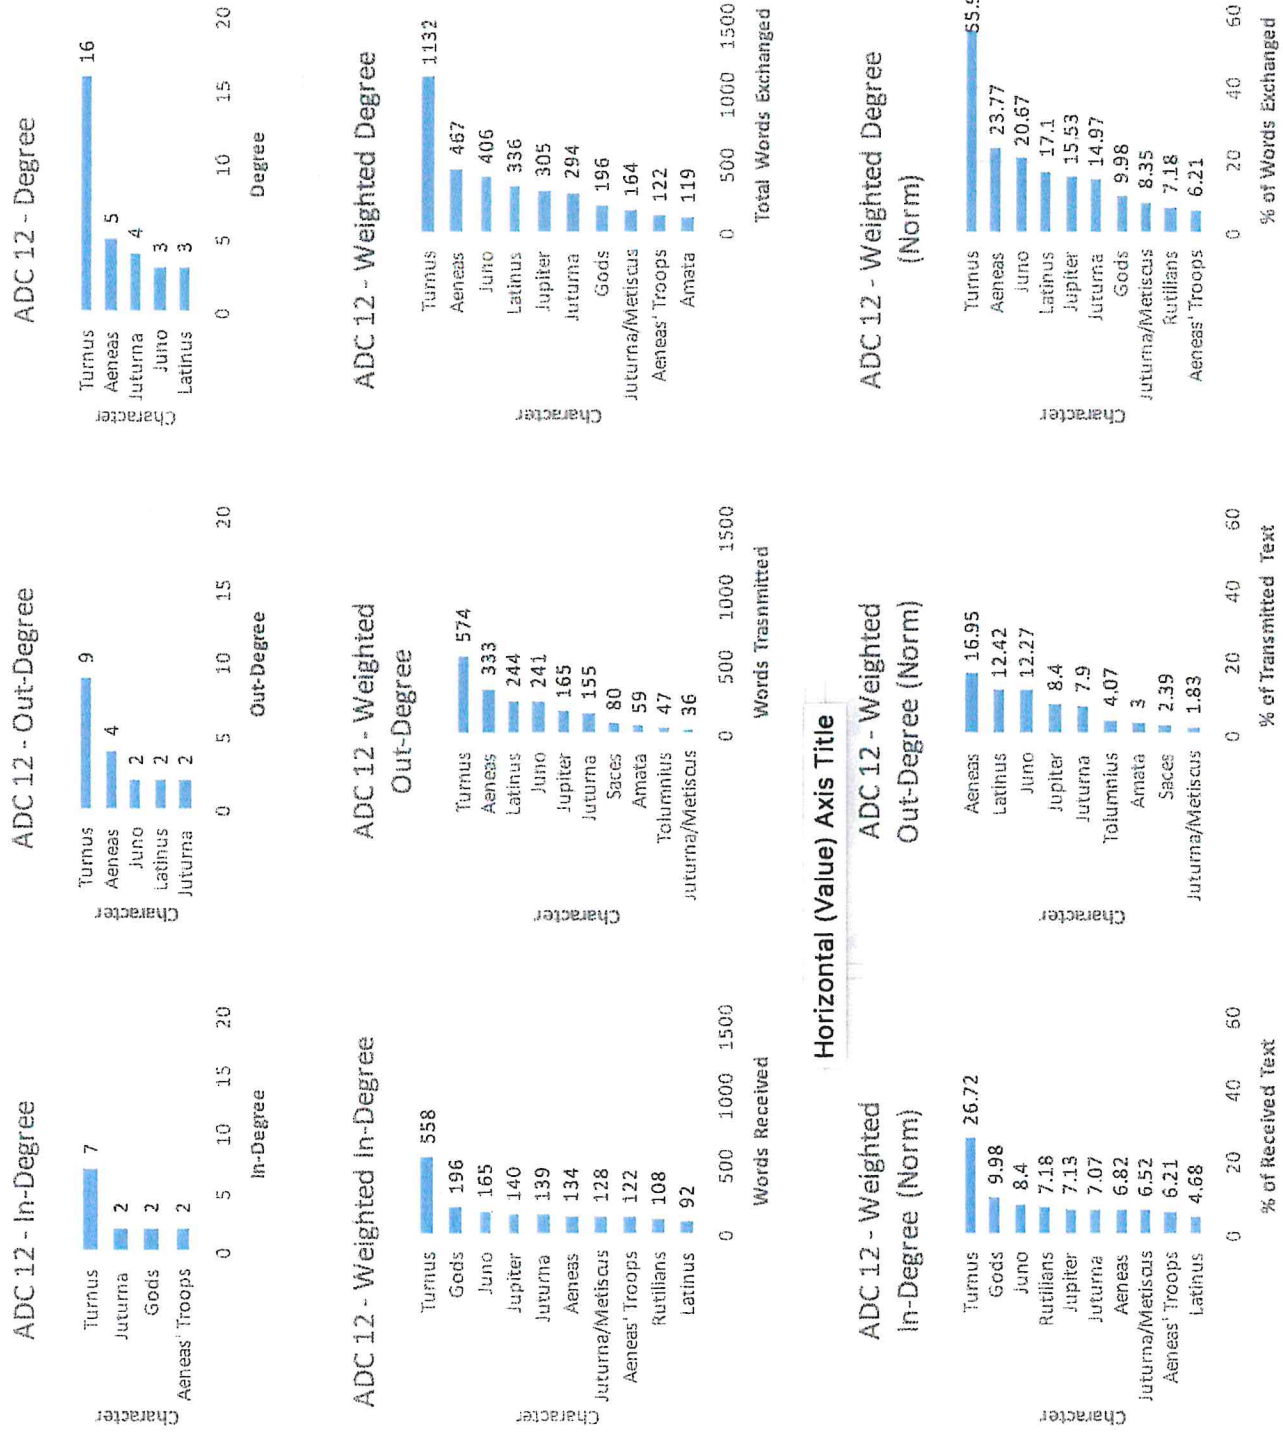 ADC 12 - In-Degree
Character
Turnus 7
Juturna 2
Gods 2
Aeneas' Troops 2
0 5 10 15 20
In-Degree
ADC 12 - Out-Degree
Character
Turnus 9
Aeneas 4
Juno 2
Latinus 2
Juturna 2
0 5 10 15 20
Out-Degree
ADC 12 - Degree
Character
Turnus 16
Aeneas 5
Juturna 4
Juno 3
Latinus 3
0 5 10 15 20
Degree
ADC 12 - Weighted In-Degree
Character
Turnus 558
Gods 196
Juno 165
Jupiter 140
Juturna 139
Aeneas 134
Juturna/Metiscus 128
Aeneas' Troops 122
Rutilians 108
Latinus 92
0 500 1000 1500
Words Received
ADC 12 - Weighted
Out-Degree
Character
Turnus 574
Aeneas 333
Latinus 244
Juno 241
Jupiter 165
Juturna 155
Saces 80
Amata 59
Tolumnius 47
Juturna/Metiscus 36
0 500 1000 1500
Words Trasnmitted
ADC 12 - Weighted Degree
Character
Turnus 1132
Aeneas 467
Juno 406
Latinus 336
Jupiter 305
Juturna 294
Gods 196
Juturna/Metiscus 164
Aeneas' Troops 122
Amata 119
0 500 1000 1500
Total Words Exchanged
Horizontal (Value) Axis Title
ADC 12 - Weighted
In-Degree (Norm)
Character
Turnus 26.72
Gods 9.98
Juno 8.4
Rutilians 7.18
Jupiter 7.13
Juturna 7.07
Aeneas 6.82
Juturna/Metiscus 6.52
Aeneas' Troops 6.21
Latinus 4.68
0 20 40 60
% of Received Text
ADC 12 - Weighted
Out-Degree (Norm)
Character
Aeneas 16.95
Latinus 12.42
Juno 12.27
Jupiter 8.4
Juturna 7.9
Tolumnius 4.07
Amata 3
Saces 2.39
Juturna/Metiscus 1.83
0 20 40 60
% of Transmitted Text
ADC 12 - Weighted Degree
(Norm)
Character
Turnus
Aeneas 23.77
Juno 20.67
Latinus 17.1
Jupiter 15.53
Juturna 14.97
Gods 9.98
Juturna/Metiscus 8.35
Rutilians 7.18
Aeneas' Troops 6.21
0 20 40 60
% of Words Exchanged